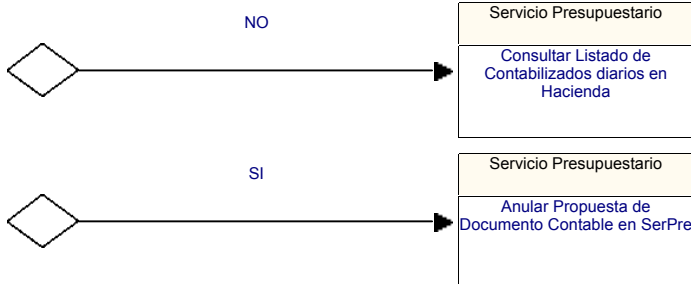 NO
Servicio Presupuestario
Consultar Listado de
Contabilizados diarios en
Hacienda
SI
Servicio Presupuestario
Anular Propuesta de
Documento Contable en SerPre